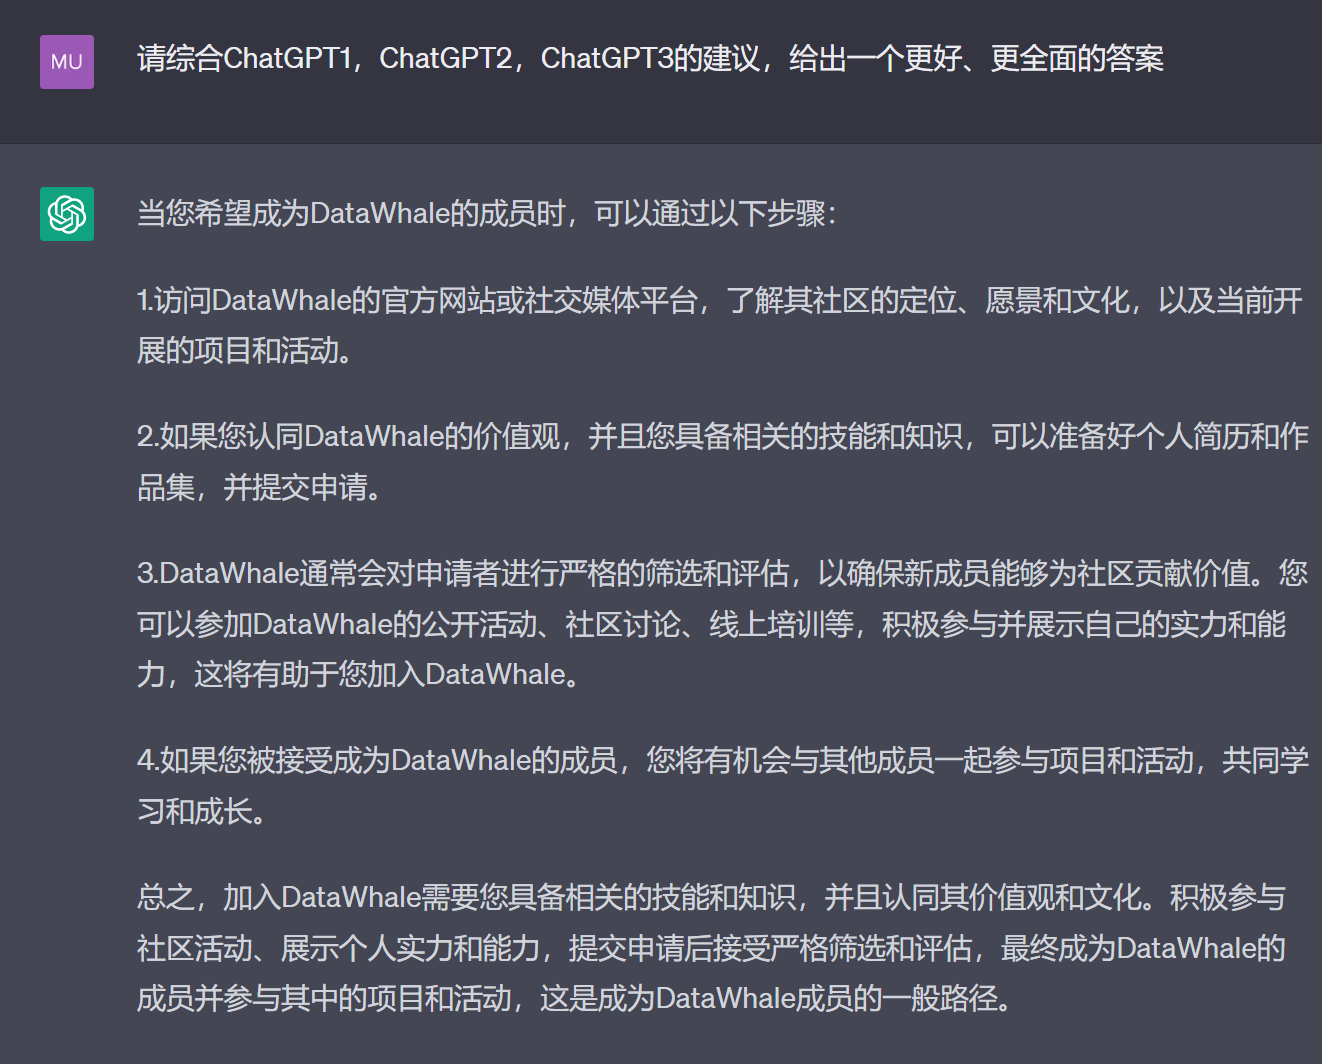 MU
请综合ChatGPT1，ChatGPT2，ChatGPT3的建议，给出一个更好、更全面的答案
当您希望成为DataWhale的成员时，可以通过以下步骤：
1.访问DataWhale的官方网站或社交媒体平台，了解其社区的定位、愿景和文化，以及当前开
展的项目和活动。
2.如果您认同DataWhale的价值观，并且您具备相关的技能和知识，可以准备好个人简历和作
品集，并提交申请。
3.DataWhale通常会对申请者进行严格的筛选和评估，以确保新成员能够为社区贡献价值。您
可以参加DataWhale的公开活动、社区讨论、线上培训等，积极参与并展示自己的实力和能
力，这将有助于您加入DataWhale。
4.如果您被接受成为DataWhale的成员，您将有机会与其他成员一起参与项目和活动，共同学
习和成长。
总之，加入DataWhale需要您具备相关的技能和知识，并且认同其价值观和文化。积极参与
社区活动、展示个人实力和能力，提交申请后接受严格筛选和评估，最终成为DataWhale的
成员并参与其中的项目和活动，这是成为DataWhale成员的一般路径。